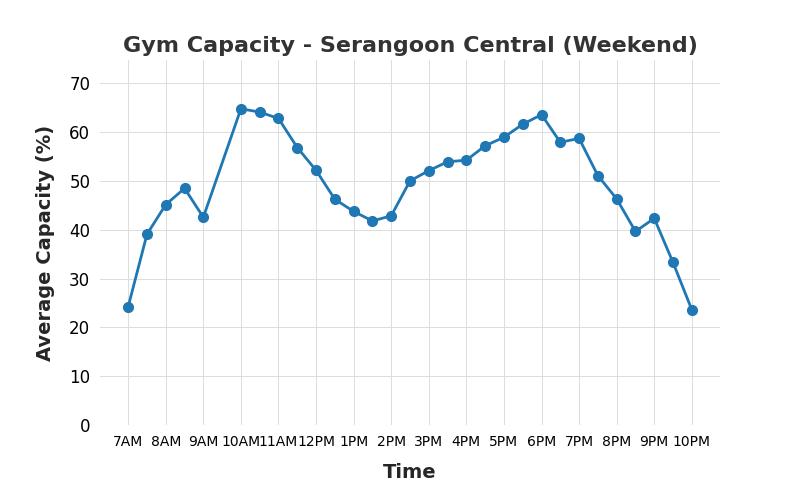 Gym Capacity - Serangoon Central (Weekend)
Average Capacity (%)
70
60
50
40
30
20
10
0
7AM 8AM 9AM 10AM 11AM 12PM 1PM 2PM 3PM 4PM 5PM 6PM 7PM 8PM 9PM 10PM
Time